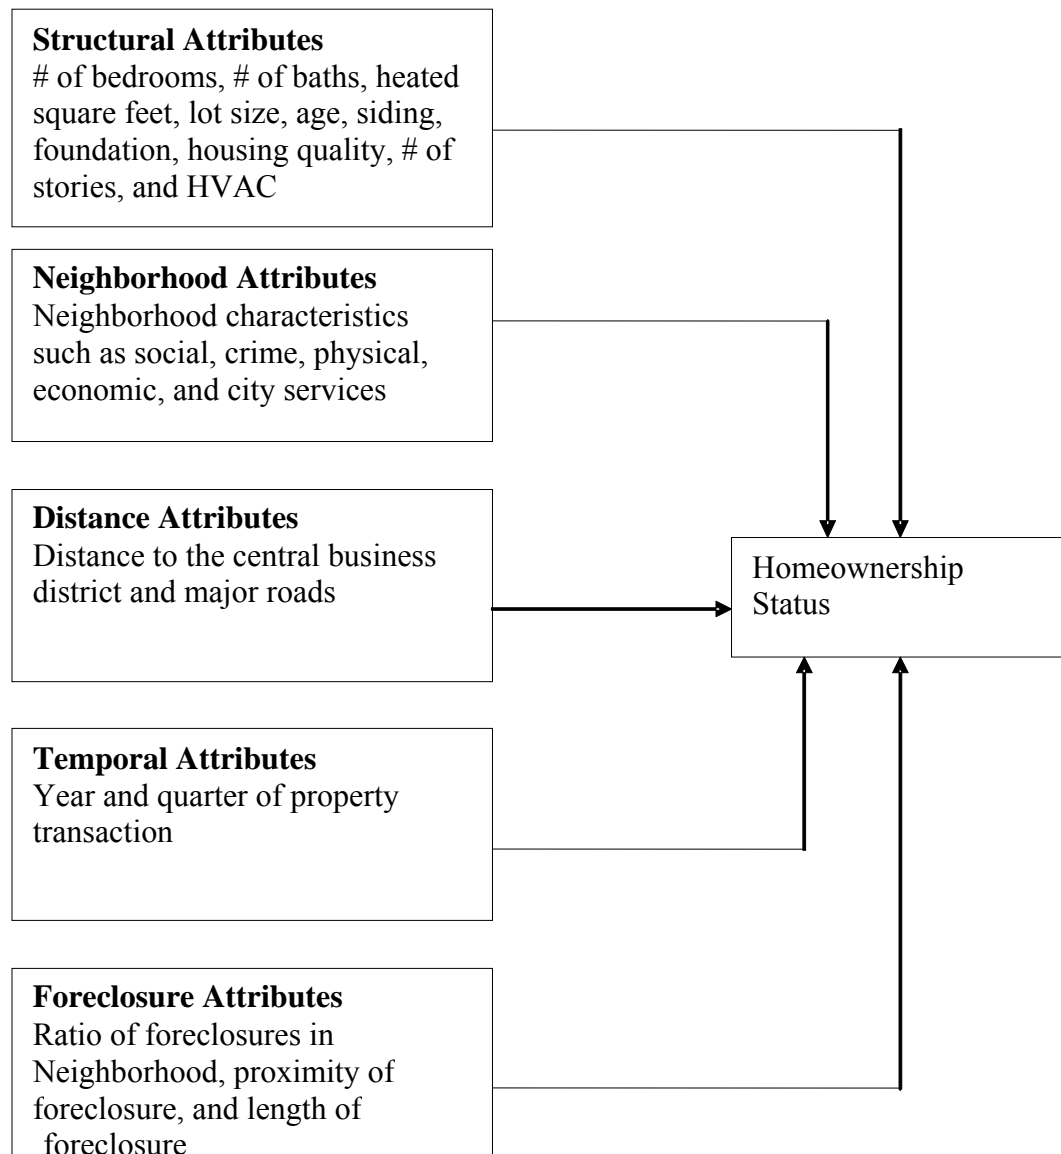 Structural Attributes
# of bedrooms, # of baths, heated
square feet, lot size, age, siding,
foundation, housing quality, # of
stories, and HVAC
Neighborhood Attributes
Neighborhood characteristics
such as social, crime, physical,
economic, and city services
Distance Attributes
Distance to the central business
district and major roads
Homeownership
Status
Temporal Attributes
Year and quarter of property
transaction
Foreclosure Attributes
Ratio of foreclosures in
Neighborhood, proximity of
foreclosure, and length of
foreclosure